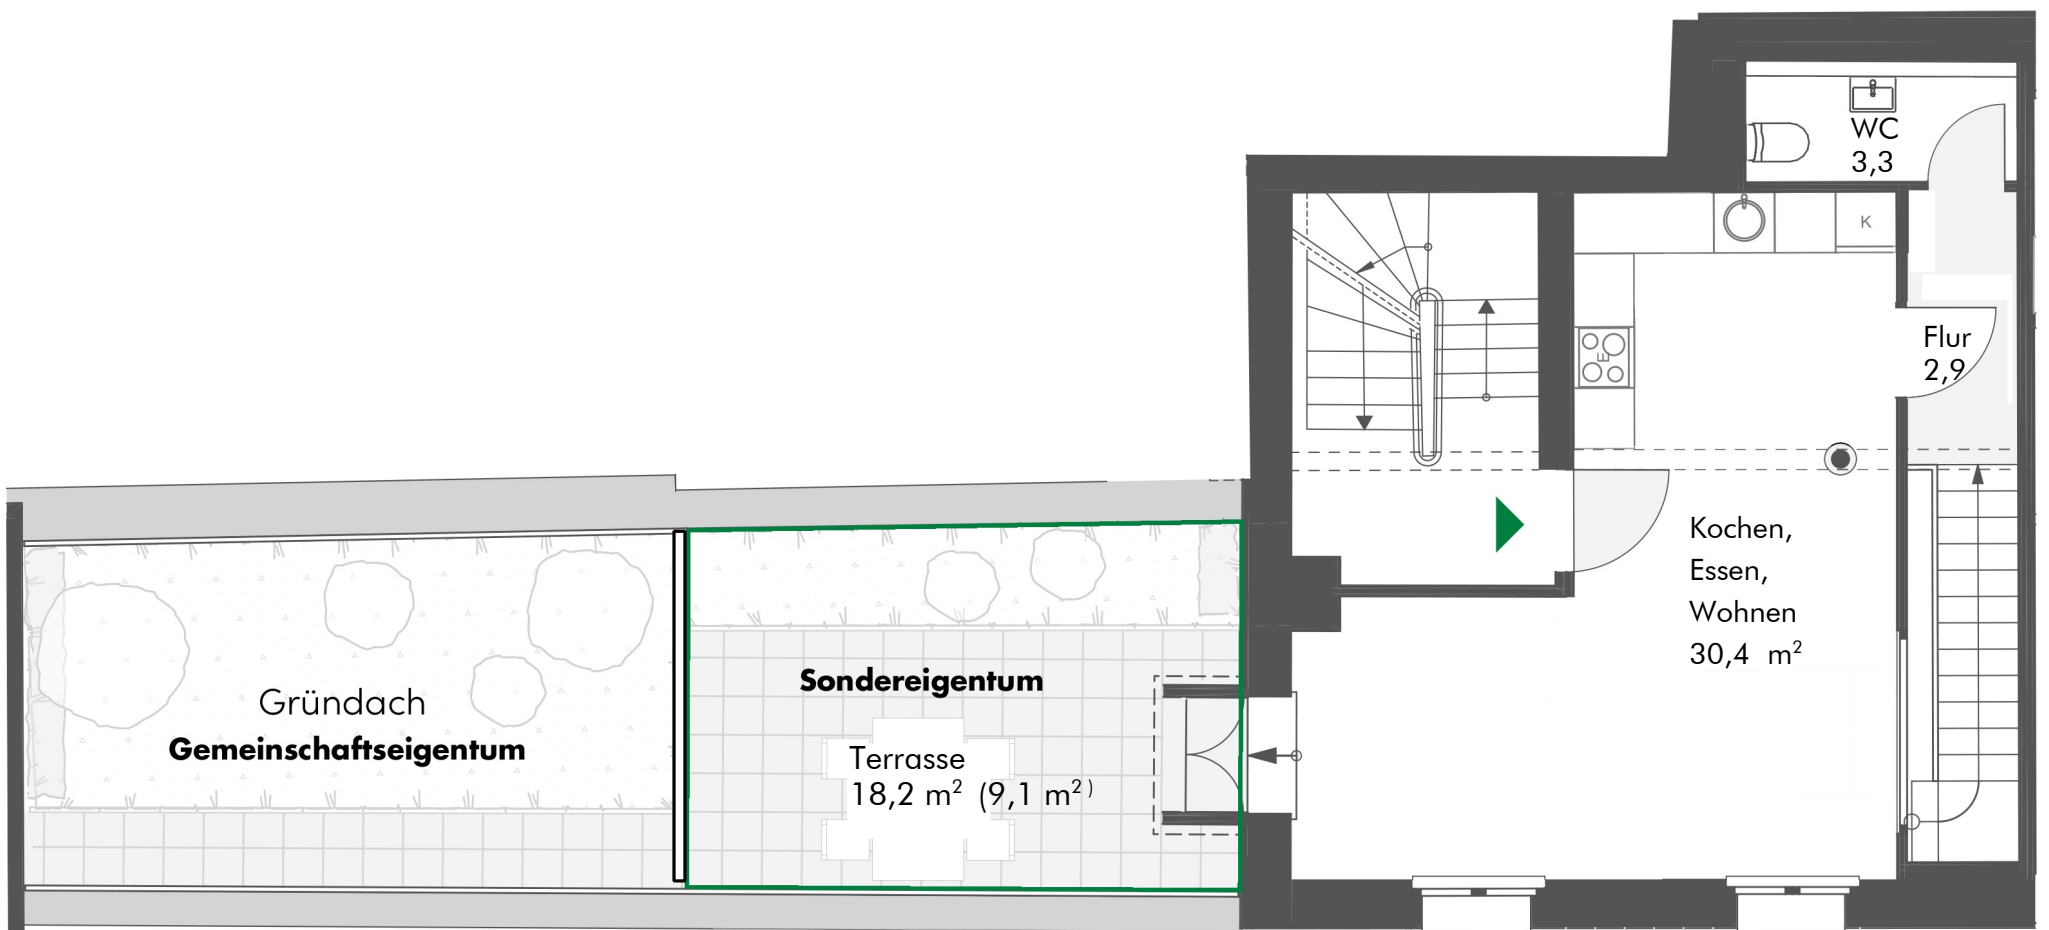 WC
3,3
K
Flur
2,9
E
Kochen,
Essen,
Wohnen
30,4 m²
Sondereigentum
Gründach
Gemeinschaftseigentum
Terrasse
18,2 m² (9,1 m²)